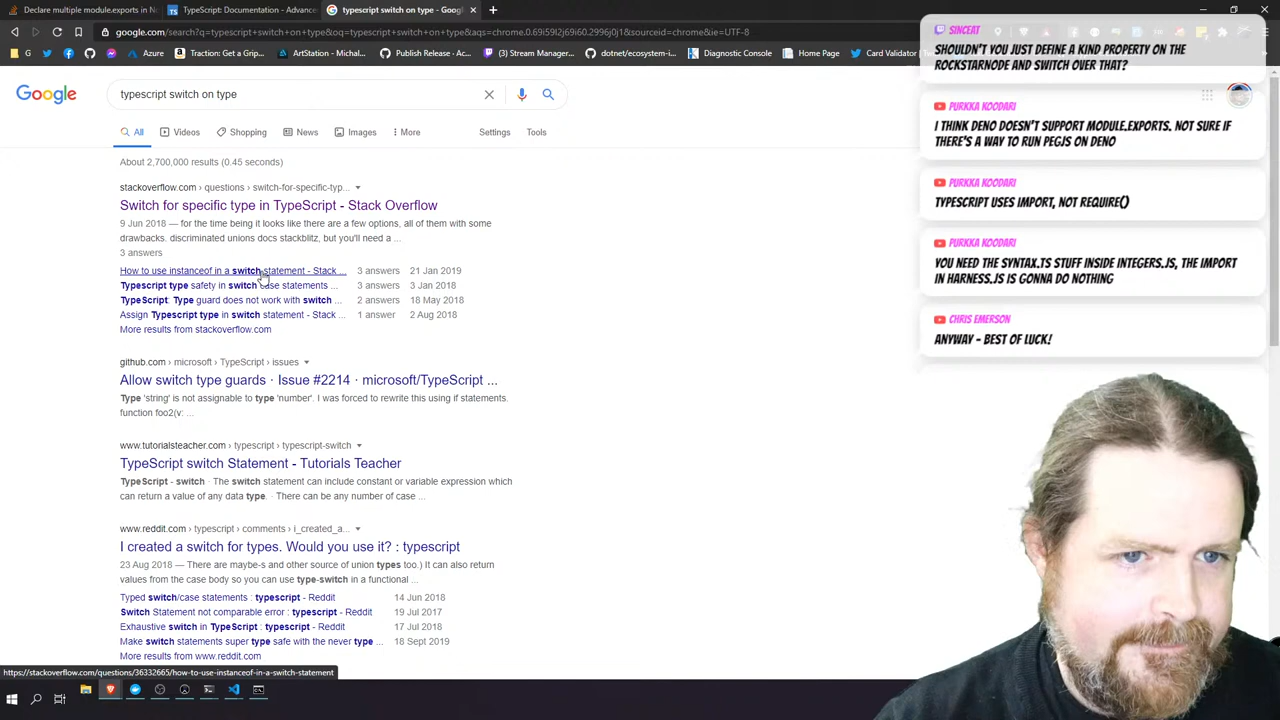 Declare multiple module.exports in N
TypeScript: Documentation - Advance
typescript switch on type - Goog
google.com/search?q=typescript+switch+on+type&oq=typescript+switch+on+type&aqs=chrome.0.69i59l2j69i60.2996j0j1&sourceid=chrome&ie=UTF-8
G
Azure
Traction: Get a Grip...
ArtStation - Michal...
Publish Release - Ac...
(3) Stream Manager...
dotnet/ecosystem-i...
Diagnostic Console
Home Page
Card Validator
Google
typescript switch on type
All
Videos
Shopping
News
Images
More
Settings
Tools
About 2,700,000 results (0.45 seconds)
stackoverflow.com › questions › switch-for-specific-typ...
Switch for specific type in TypeScript - Stack Overflow
9 Jun 2018 — for the time being it looks like there are a few options, all of them with some
drawbacks. discriminated unions docs stackblitz, but you'll need a ...
3 answers
How to use instanceof in a switch statement - Stack ... 3 answers 21 Jan 2019
Typescript type safety in switch case statements ... 3 answers 3 Jan 2018
TypeScript: Type guard does not work with switch ... 2 answers 18 May 2018
Assign Typescript type in switch statement - Stack ... 1 answer 2 Aug 2018
More results from stackoverflow.com
github.com › microsoft › TypeScript › issues
Allow switch type guards · Issue #2214 · microsoft/TypeScript ...
Type 'string' is not assignable to type 'number'. I was forced to rewrite this using if statements.
function foo2(v: ...
www.tutorialsteacher.com › typescript › typescript-switch
TypeScript switch Statement - Tutorials Teacher
TypeScript - switch · The switch statement can include constant or variable expression which
can return a value of any data type. · There can be any number of case ...
www.reddit.com › typescript › comments › i_created_a...
I created a switch for types. Would you use it? : typescript
23 Aug 2018 — There are maybe-s and other source of union types too.) It can also return
values from the case body so you can use type-switch in a functional ...
Typed switch/case statements : typescript - Reddit 14 Jun 2018
Switch Statement not comparable error : typescript - Reddit 19 Jul 2017
Exhaustive switch in TypeScript : typescript - Reddit 17 Jul 2018
Make switch statements super type safe with the never type ... 18 Sept 2019
More results from www.reddit.com
https://stackoverflow.com/questions/36332665/how-to-use-instanceof-in-a-switch-statement
SINCEAT
SHOULDN'T YOU JUST DEFINE A KIND PROPERTY ON THE
ROCKSTARNODE AND SWITCH OVER THAT?
PURKKA KOODARI
I THINK DENO DOESN'T SUPPORT MODULE.EXPORTS. NOT SURE IF
THERE'S A WAY TO RUN PEGJS ON DENO
PURKKA KOODARI
TYPESCRIPT USES IMPORT, NOT REQUIRE()
PURKKA KOODARI
YOU NEED THE SYNTAX.TS STUFF INSIDE INTEGERS.JS, THE IMPORT
IN HARNESS.JS IS GONNA DO NOTHING
CHRIS EMERSON
ANYWAY - BEST OF LUCK!